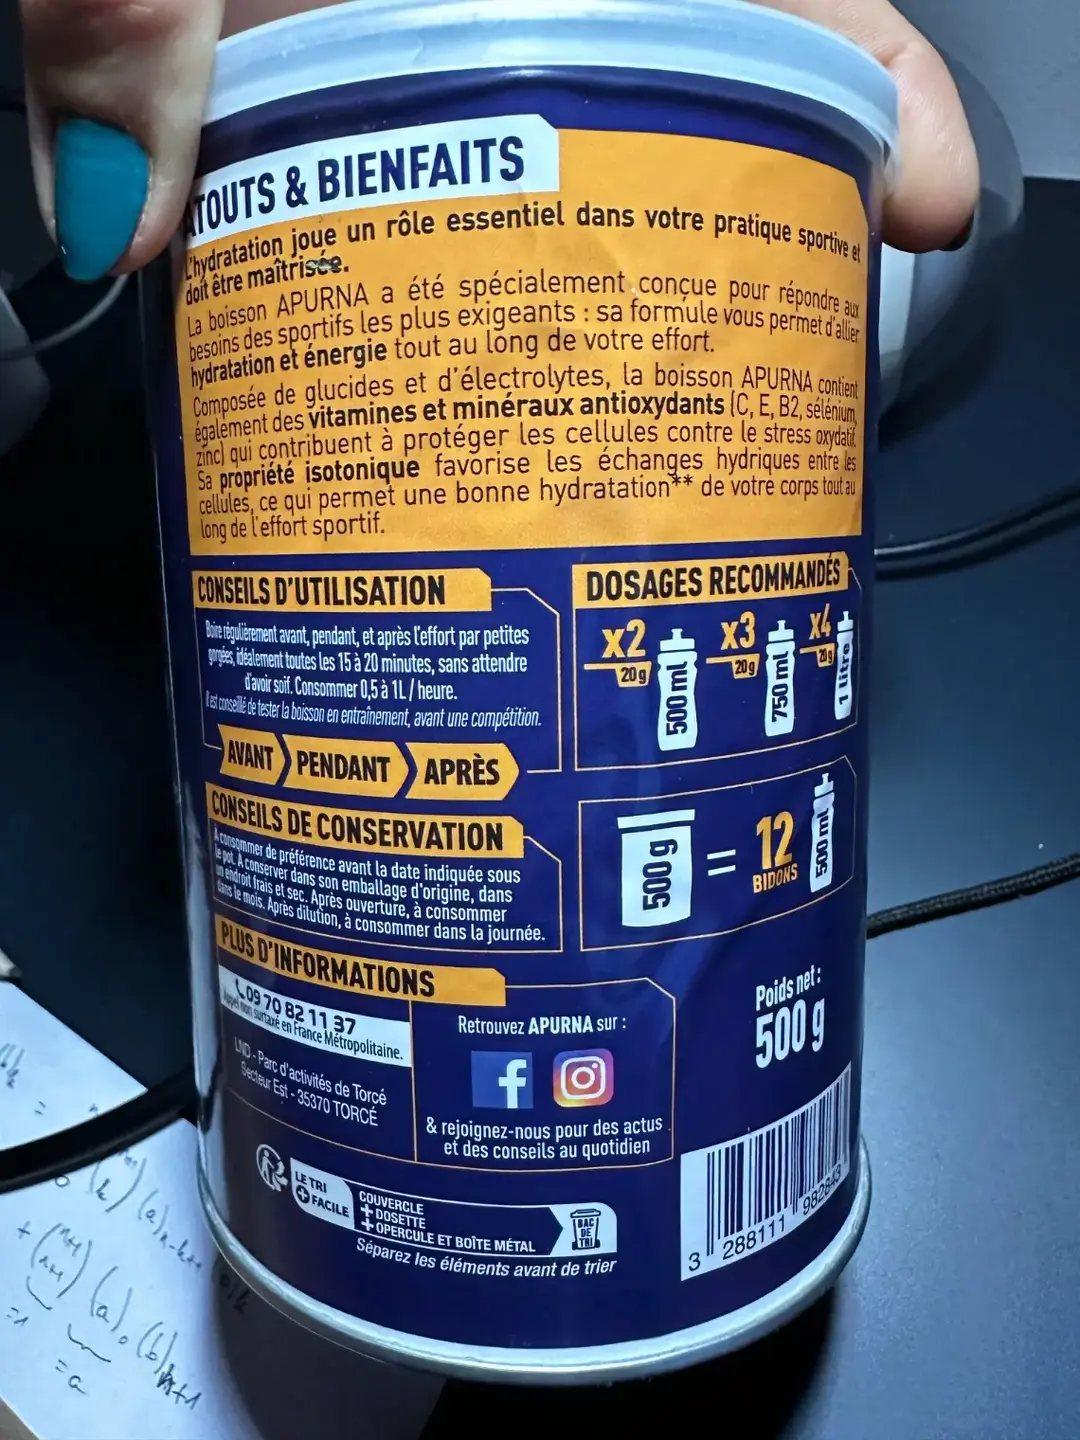 ATOUTS & BIENFAITS
L'hydratation joue un rôle essentiel dans votre pratique sportive et
doit être maîtrisée.
La boisson APURNA a été spécialement conçue pour répondre aux
besoins des sportifs les plus exigeants : sa formule vous permet d'allier
hydratation et énergie tout au long de votre effort.
Composée de glucides et d'électrolytes, la boisson APURNA contient
également des vitamines et minéraux antioxydants (C, E, B2, sélénium,
zinc) qui contribuent à protéger les cellules contre le stress oxydatif.
Sa propriété isotonique favorise les échanges hydriques entre les
cellules, ce qui permet une bonne hydratation** de votre corps tout au
long de l'effort sportif.
CONSEILS D'UTILISATION
Boire régulièrement avant, pendant, et après l'effort par petites
gorgées, idéalement toutes les 15 à 20 minutes, sans attendre
d'avoir soif. Consommer 0,5 à 1L / heure.
Il est conseillé de tester la boisson en entraînement, avant une compétition.
AVANT PENDANT APRÈS
DOSAGES RECOMMANDÉS
x2 x3 x4
20g 20g 20g
500 ml 750 ml 1 litre
500 g = 12 BIDONS 500 ml
CONSEILS DE CONSERVATION
A consommer de préférence avant la date indiquée sous
le pot. A conserver dans son emballage d'origine, dans
un endroit frais et sec. Après ouverture, à consommer
dans le mois. Après dilution, à consommer dans la journée.
PLUS D'INFORMATIONS
09 70 82 11 37
Appel non surtaxé en France Métropolitaine.
LND - Parc d'activités de Torcé
Secteur Est - 35370 TORCÉ
Retrouvez APURNA sur :
f
& rejoignez-nous pour des actus
et des conseils au quotidien
Poids net :
500 g
LE TRI
+ FACILE
COUVERCLE
+ DOSETTE
+ OPERCULE ET BOÎTE MÉTAL
BAC
DE
TRI
Séparez les éléments avant de trier
3 288111 982843